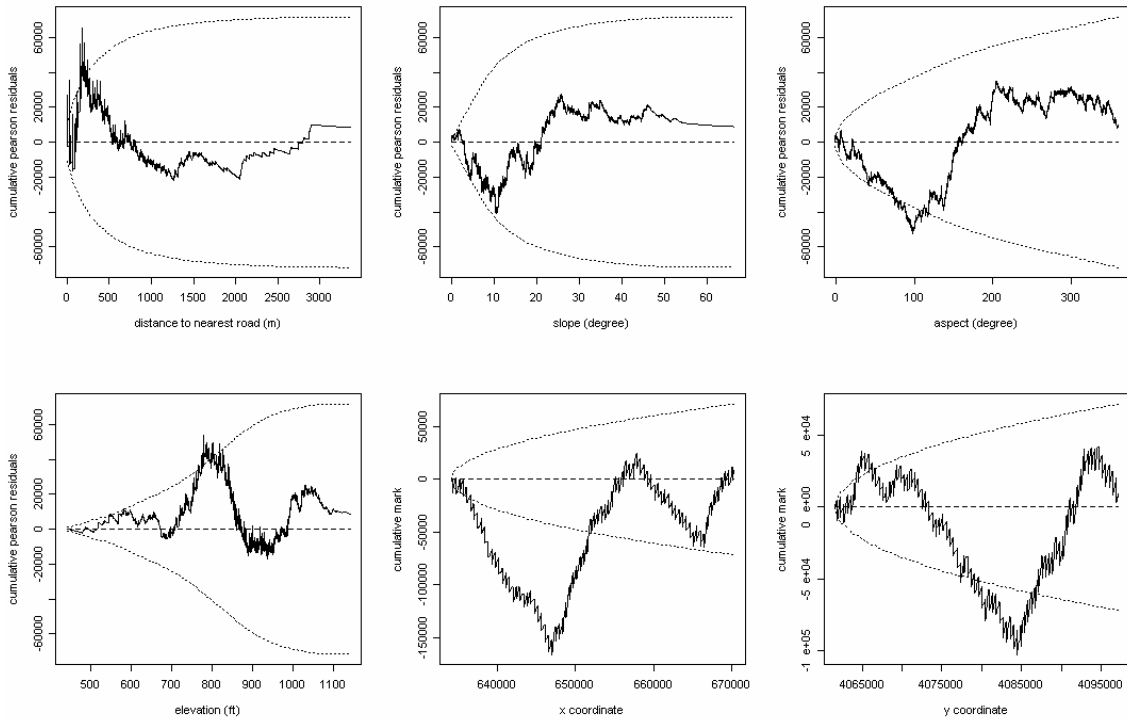 cumulative pearson residuals
-60000 -20000 0 20000 60000
0 500 1000 1500 2000 2500 3000
distance to nearest road (m)
cumulative pearson residuals
-60000 -20000 0 20000 60000
0 10 20 30 40 50 60
slope (degree)
cumulative pearson residuals
-60000 -20000 0 20000 60000
0 100 200 300
aspect (degree)
cumulative pearson residuals
-60000 -20000 0 20000 60000
500 600 700 800 900 1000 1100
elevation (ft)
cumulative mark
-150000 -100000 -50000 0 50000
640000 650000 660000 670000
x coordinate
cumulative mark
-1 e+05 -5 e+04 0 e+00 5 e+04
4065000 4075000 4085000 4095000
y coordinate